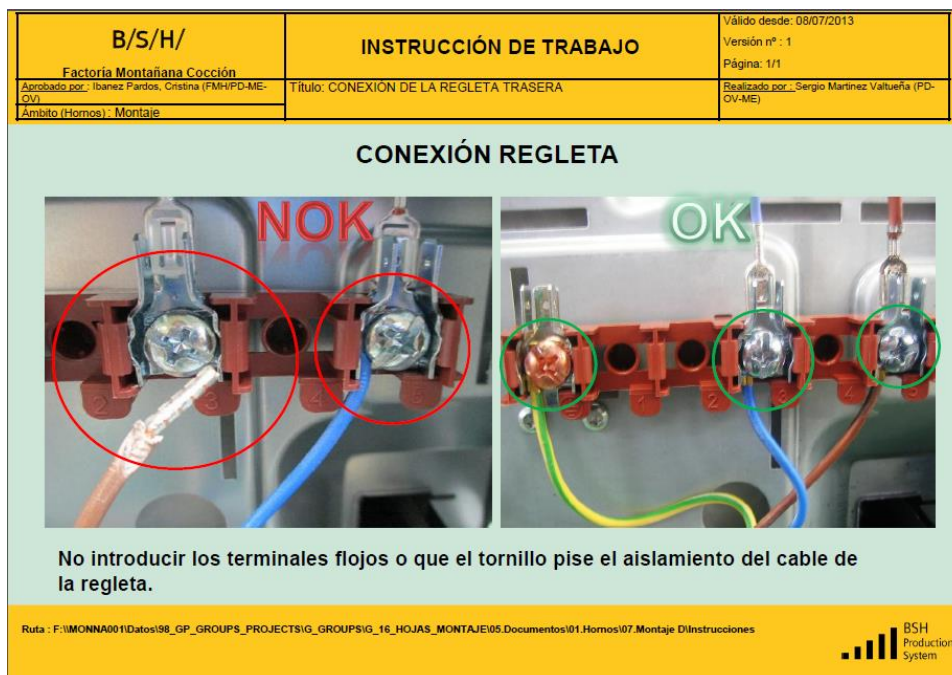 B/S/H/
Factoría Montañana Cocción
INSTRUCCIÓN DE TRABAJO
Válido desde: 08/07/2013
Versión nº : 1
Página: 1/1
Aprobado por : Ibanez Pardos, Cristina (FMH/PD-ME-
OV)
Ámbito (Hornos) : Montaje
Título: CONEXIÓN DE LA REGLETA TRASERA
Realizado por : Sergio Martinez Valtueña (PD-
OV-ME)
CONEXIÓN REGLETA
NOK
OK
2
3
4
5
1
2
3
4
5
No introducir los terminales flojos o que el tornillo pise el aislamiento del cable de
la regleta.
Ruta : F:\\MONNA001\Datos\98_GP_GROUPS_PROJECTS\G_GROUPS\G_16_HOJAS_MONTAJE\05.Documentos\01.Hornos\07.Montaje D\Instrucciones
BSH
Production
System